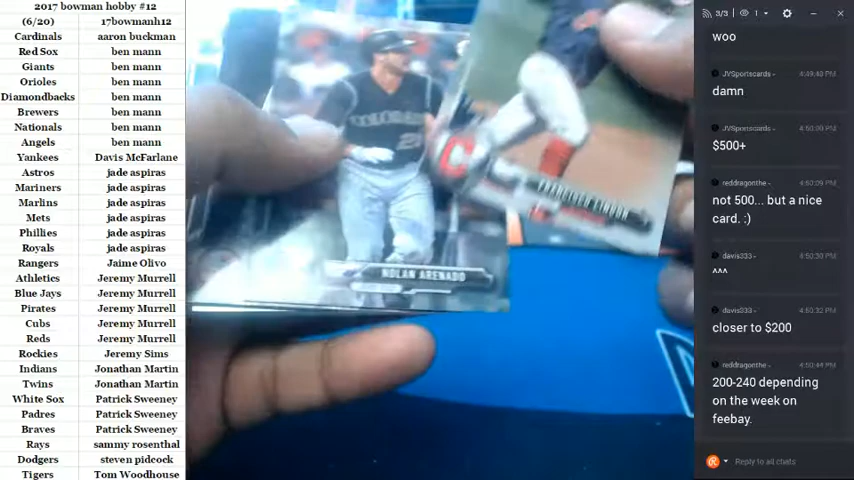 2017 bowman hobby #12
(6/20) 17bowmanh12
Cardinals aaron buckman
Red Sox ben mann
Giants ben mann
Orioles ben mann
Diamondbacks ben mann
Brewers ben mann
Nationals ben mann
Angels ben mann
Yankees Davis McFarlane
Astros jade aspiras
Mariners jade aspiras
Marlins jade aspiras
Mets jade aspiras
Phillies jade aspiras
Royals jade aspiras
Rangers Jaime Olivo
Athletics Jeremy Murrell
Blue Jays Jeremy Murrell
Pirates Jeremy Murrell
Cubs Jeremy Murrell
Reds Jeremy Murrell
Rockies Jeremy Sims
Indians Jonathan Martin
Twins Jonathan Martin
White Sox Patrick Sweeney
Padres Patrick Sweeney
Braves Patrick Sweeney
Rays sammy rosenthal
Dodgers steven pidcock
Tigers Tom Woodhouse
COLORADO
28
NOLAN ARENADO
C
FRANCISCO LINDOR
3/3 1
woo
JVSportscards - 4:49:40 PM
damn
JVSportscards - 4:50:00 PM
$500+
reddragonthe - 4:50:09 PM
not 500... but a nice
card. :)
davis333 - 4:50:30 PM
^^^
davis333 - 4:50:32 PM
closer to $200
reddragonthe - 4:50:44 PM
200-240 depending
on the week on
feebay.
Reply to all chats